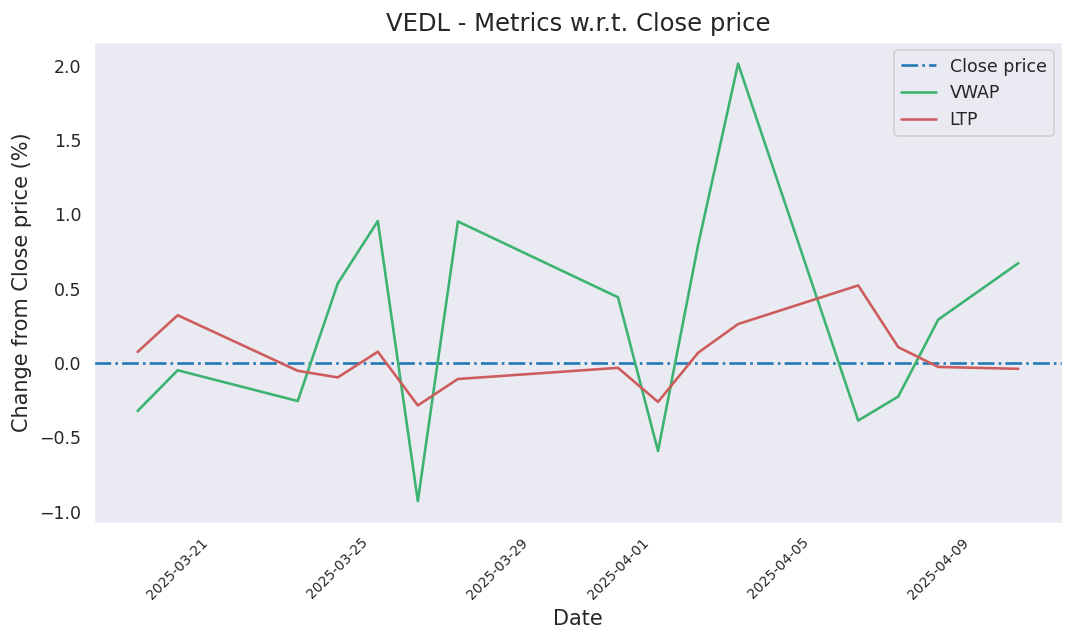 VEDL - Metrics w.r.t. Close price
Close price
VWAP
LTP
Change from Close price (%)
2.0
1.5
1.0
0.5
0.0
−0.5
−1.0
2025-03-21
2025-03-25
2025-03-29
2025-04-01
2025-04-05
2025-04-09
Date